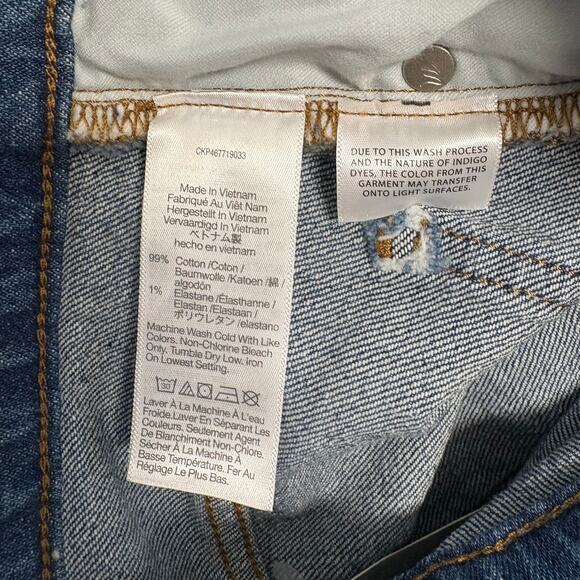 CKP467719033
Made In Vietnam
Fabriqué Au Viêt Nam
Hergestellt In Vietnam
Vervaardigd In Vietnam
ベトナム製
hecho en vietnam
99% Cotton /Coton /
Baumwolle /Katoen /綿 /
algodón
1% Elastane /Élasthanne /
Elastan /Elastaan /
ポリウレタン /elastano
Machine Wash Cold With Like
Colors. Non-Chlorine Bleach
Only. Tumble Dry Low. Iron
On Lowest Setting.
30
Laver À La Machine À L'eau
Froide.Laver En Séparant Les
Couleurs. Seulement Agent
De Blanchiment Non-Chlore.
Sécher À La Machine À
Basse Température. Fer Au
Réglage Le Plus Bas.
DUE TO THIS WASH PROCESS
AND THE NATURE OF INDIGO
DYES, THE COLOR FROM THIS
GARMENT MAY TRANSFER
ONTO LIGHT SURFACES.